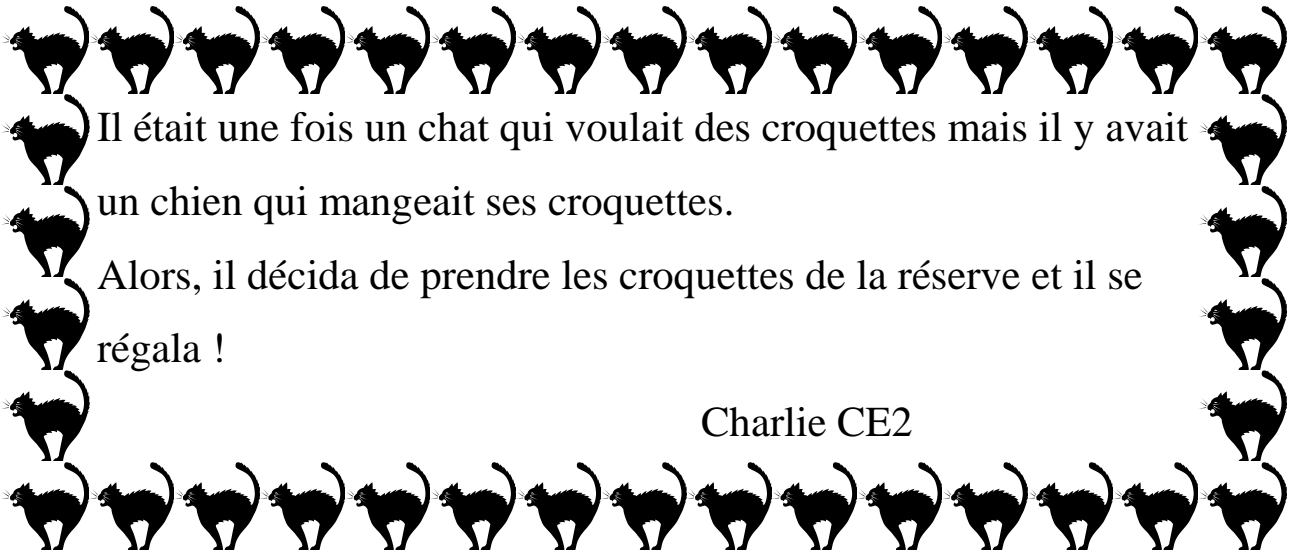 Il était une fois un chat qui voulait des croquettes mais il y avait
un chien qui mangeait ses croquettes.
Alors, il décida de prendre les croquettes de la réserve et il se
régala !
Charlie CE2